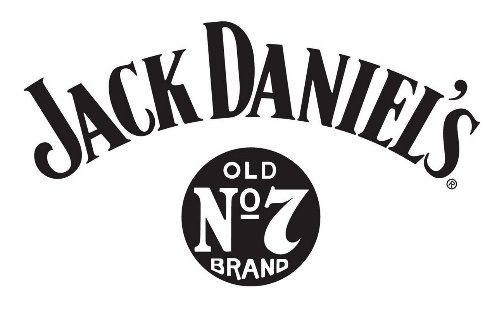 JACK DANIEL'S
®
OLD
Nº7
BRAND